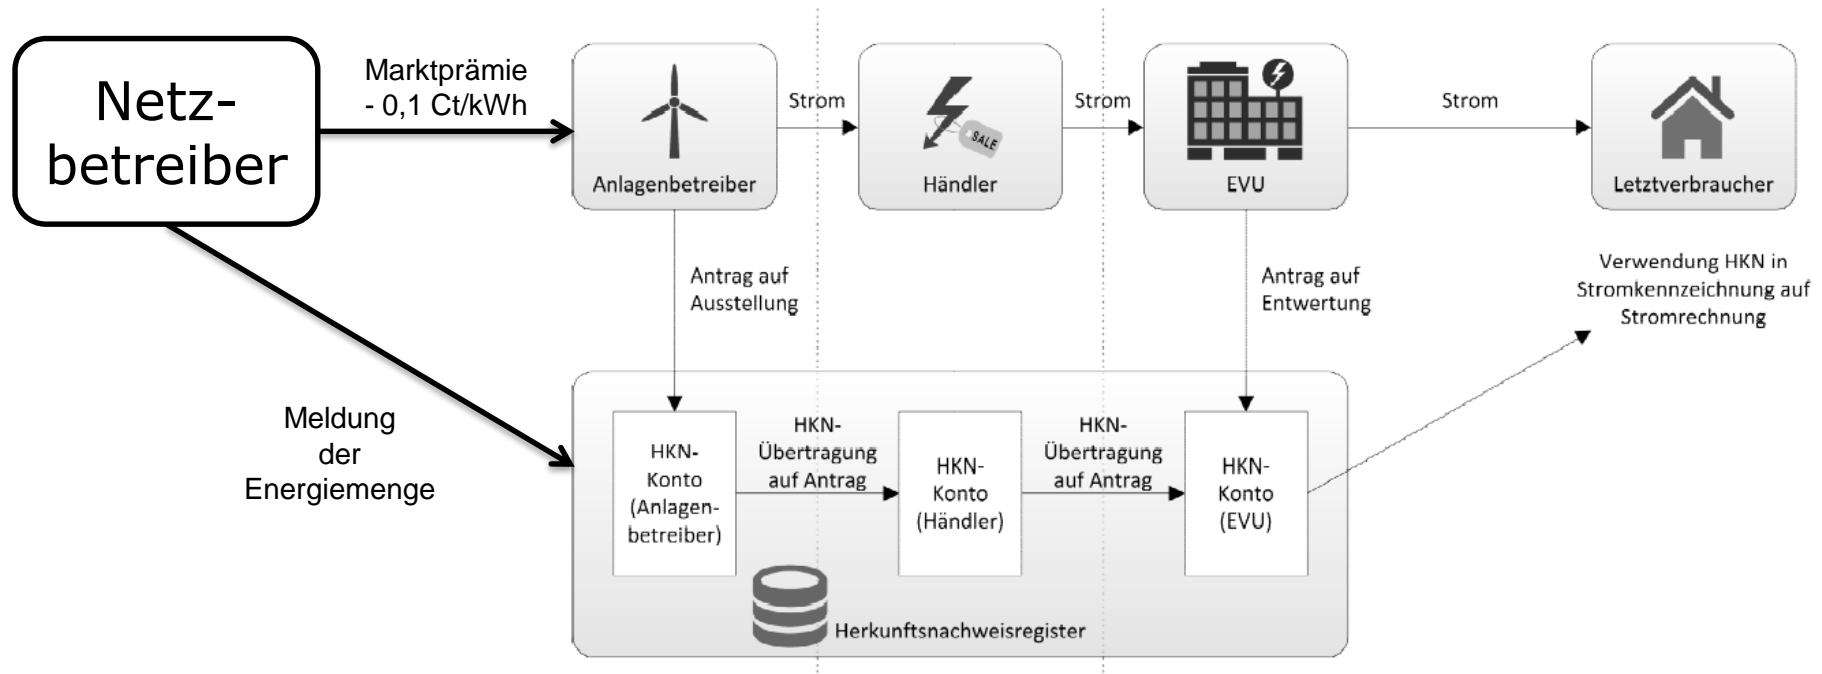 Netz-
betreiber
Marktprämie
- 0,1 Ct/kWh
Anlagenbetreiber
Strom
SALE
Händler
Strom
EVU
Strom
Letztverbraucher
Antrag auf
Ausstellung
Antrag auf
Entwertung
Verwendung HKN in
Stromkennzeichnung auf
Stromrechnung
Meldung
der
Energiemenge
HKN-
Konto
(Anlagen-
betreiber)
HKN-
Übertragung
auf Antrag
HKN-
Konto
(Händler)
HKN-
Übertragung
auf Antrag
HKN-
Konto
(EVU)
Herkunftsnachweisregister